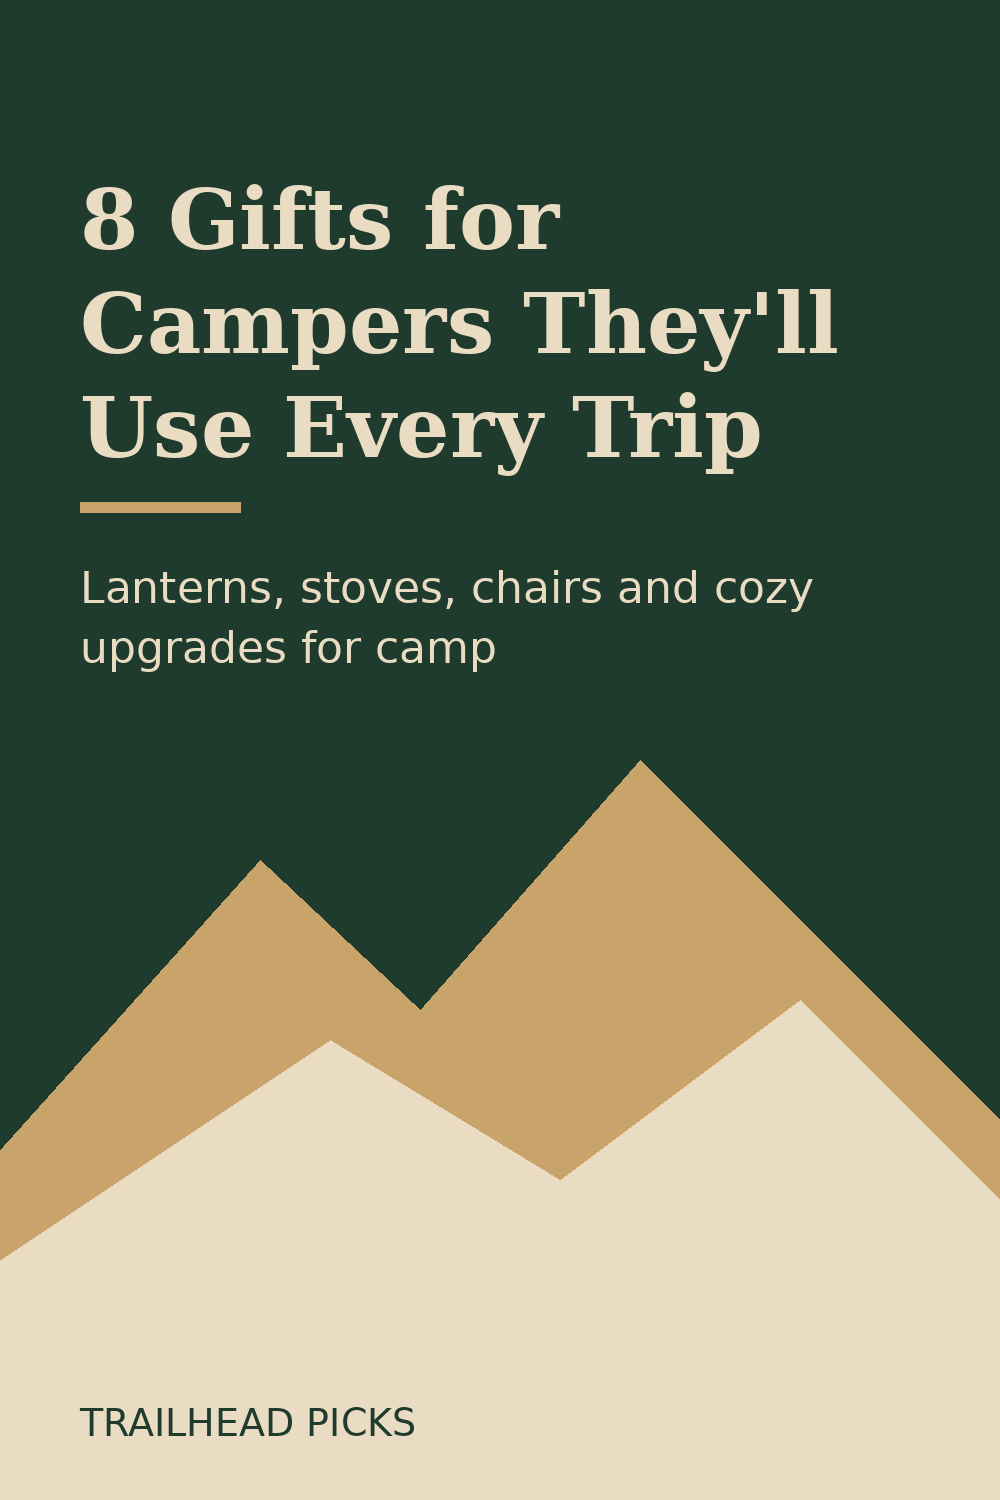 8 Gifts for
Campers They'll
Use Every Trip
Lanterns, stoves, chairs and cozy
upgrades for camp
TRAILHEAD PICKS